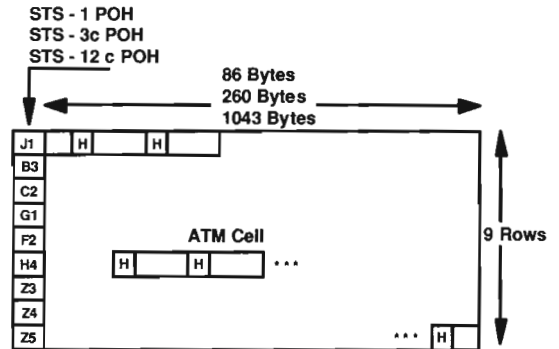 STS - 1 POH
STS - 3c POH
STS - 12 c POH
86 Bytes
260 Bytes
1043 Bytes
J1 H H
B3
C2
G1
F2
ATM Cell
9 Rows
H4 H H ***
Z3
Z4
Z5 *** H